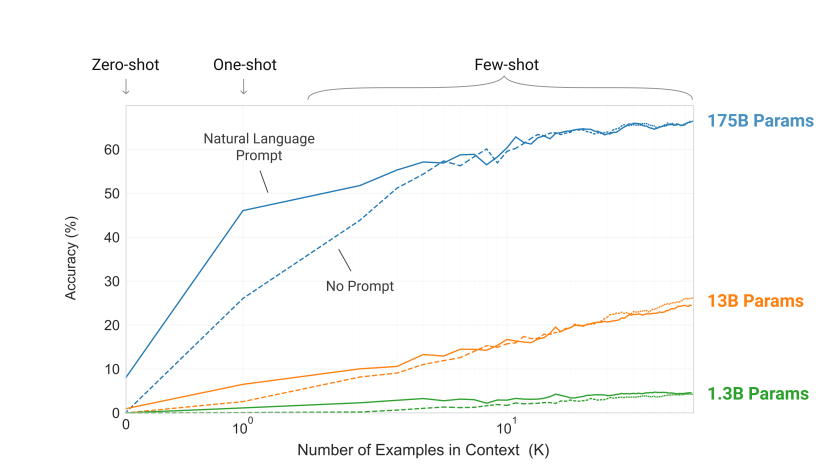 Zero-shot
One-shot
Few-shot
175B Params
Natural Language
Prompt
No Prompt
13B Params
1.3B Params
Accuracy (%)
60
50
40
30
20
10
0
0
10⁰
10¹
Number of Examples in Context (K)